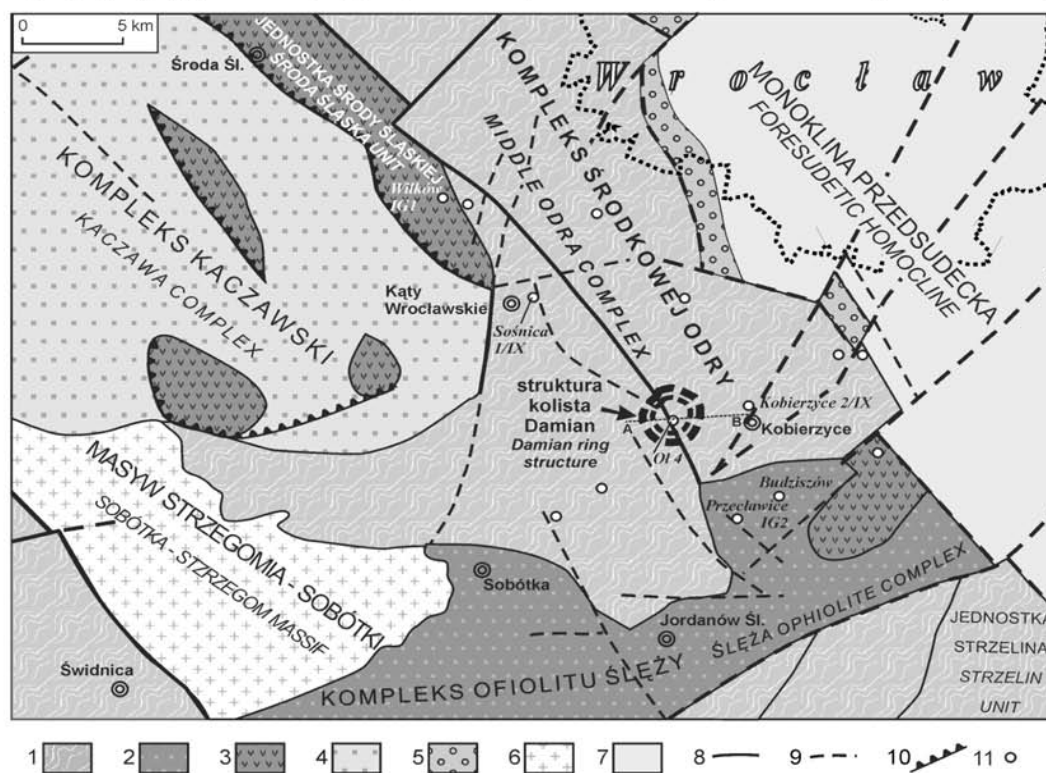 0 5 km
Środa Śl.
JEDNOSTKA ŚRODY ŚLĄSKIEJ
ŚRODA ŚLĄSKA UNIT
Wilków
IG1
KOMPLEKS ŚRODKOWEJ ODRY
MIDDLE ODRA COMPLEX
Wrocław
MONOKLINA PRZEDSUDECKA
FORESUDETIC HOMOCLINE
KOMPLEKS KACZAWSKI
KACZAWA COMPLEX
Kąty
Wrocławskie
Sośnica
1/IX
struktura
kolista
Damian
Damian ring
structure
A
B
Oł 4
Kobierzyce 2/IX
Kobierzyce
Budziszów
Przecławice
IG2
MASYW STRZEGOMIA - SOBÓTKI
SOBÓTKA - STZRZEGOM MASSIF
Sobótka
Jordanów Śl.
Świdnica
KOMPLEKS OFIOLITU ŚLĘŻY
ŚLĘŻA OPHIOLITE COMPLEX
JEDNOSTKA
STRZELINA
STRZELIN
UNIT
1 2 3 4 5 6 7 8 9 10 11